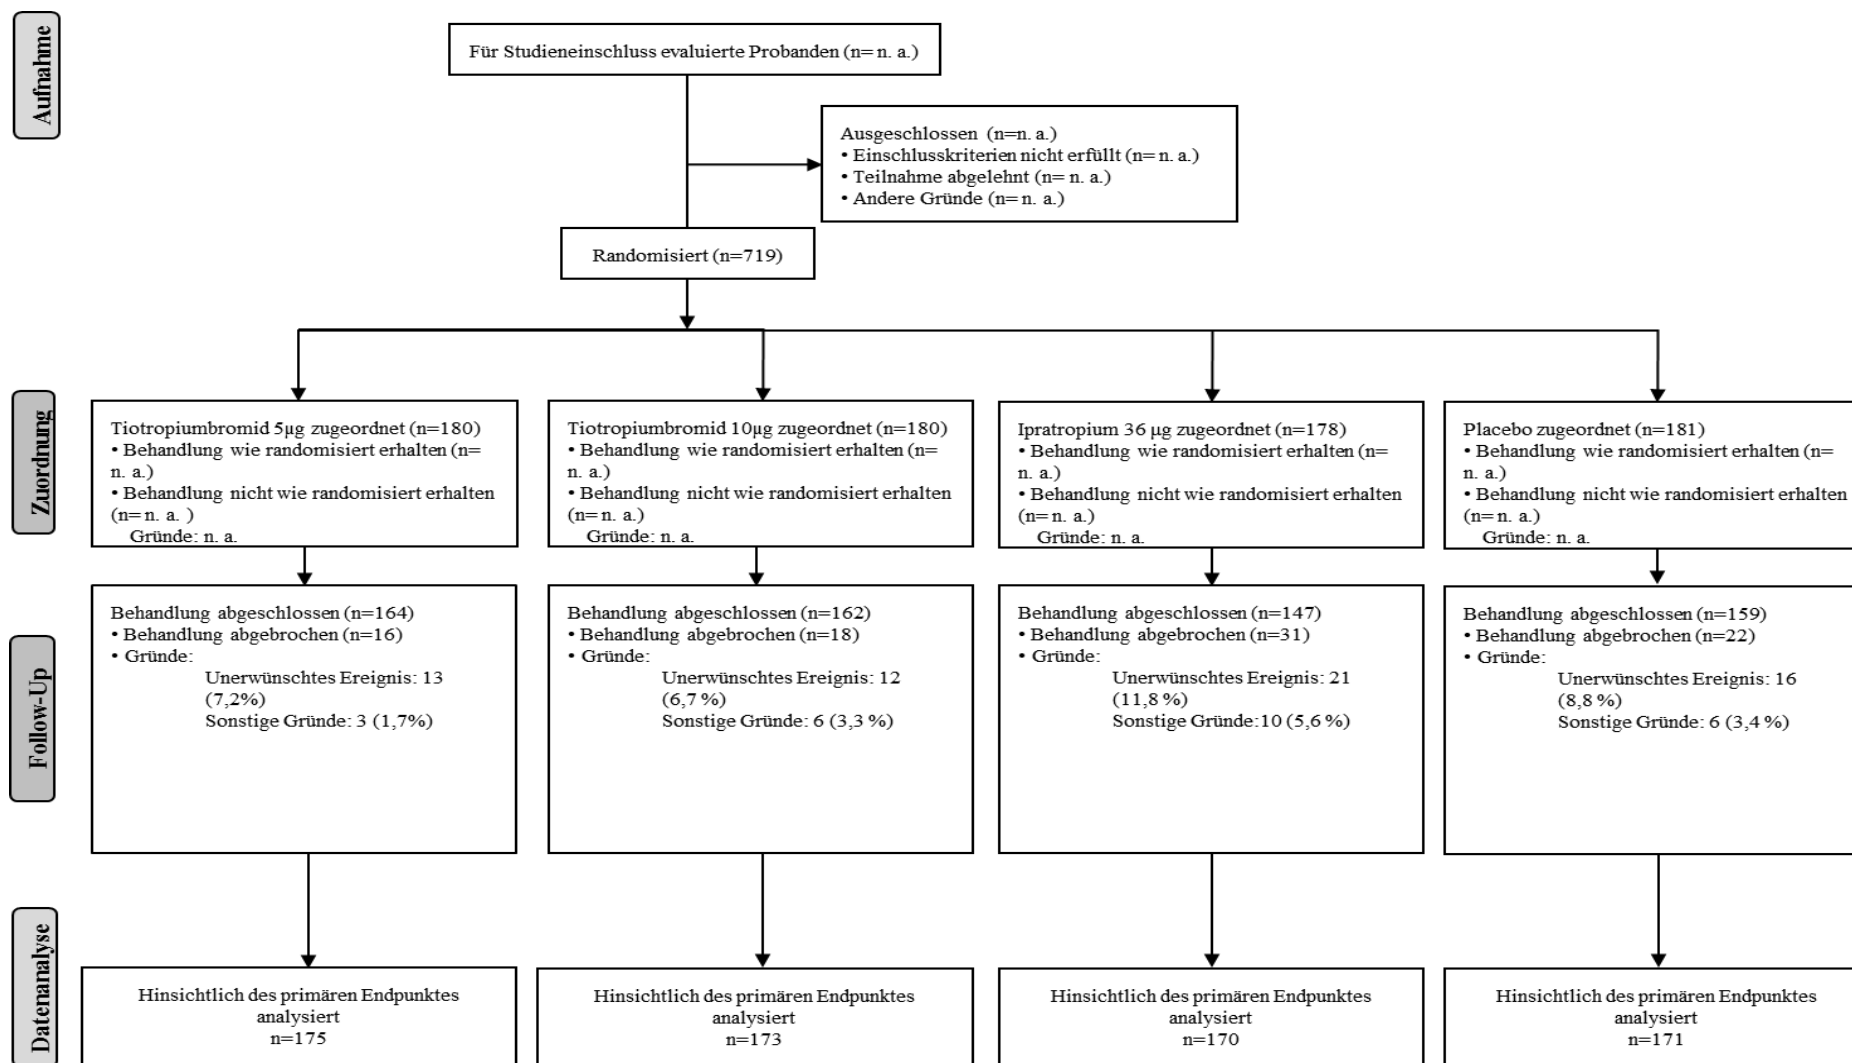 Aufnahme
Für Studieneinschluss evaluierte Probanden (n= n. a.)
Ausgeschlossen (n=n. a.)
• Einschlusskriterien nicht erfüllt (n= n. a.)
• Teilnahme abgelehnt (n= n. a.)
• Andere Gründe (n= n. a.)
Randomisiert (n=719)
Zuordnung
Tiotropiumbromid 5µg zugeordnet (n=180)
• Behandlung wie randomisiert erhalten (n=
n. a.)
• Behandlung nicht wie randomisiert erhalten
(n= n. a. )
Gründe: n. a.
Tiotropiumbromid 10µg zugeordnet (n=180)
• Behandlung wie randomisiert erhalten (n=
n. a.)
• Behandlung nicht wie randomisiert erhalten
(n= n. a.)
Gründe: n. a.
Ipratropium 36 µg zugeordnet (n=178)
• Behandlung wie randomisiert erhalten (n=
n. a.)
• Behandlung nicht wie randomisiert erhalten
(n= n. a.)
Gründe: n. a.
Placebo zugeordnet (n=181)
• Behandlung wie randomisiert erhalten (n=
n. a.)
• Behandlung nicht wie randomisiert erhalten
(n= n. a.)
Gründe: n. a.
Follow-Up
Behandlung abgeschlossen (n=164)
• Behandlung abgebrochen (n=16)
• Gründe:
Unerwünschtes Ereignis: 13
(7,2%)
Sonstige Gründe: 3 (1,7%)
Behandlung abgeschlossen (n=162)
• Behandlung abgebrochen (n=18)
• Gründe:
Unerwünschtes Ereignis: 12
(6,7 %)
Sonstige Gründe: 6 (3,3 %)
Behandlung abgeschlossen (n=147)
• Behandlung abgebrochen (n=31)
• Gründe:
Unerwünschtes Ereignis: 21
(11,8 %)
Sonstige Gründe:10 (5,6 %)
Behandlung abgeschlossen (n=159)
• Behandlung abgebrochen (n=22)
• Gründe:
Unerwünschtes Ereignis: 16
(8,8 %)
Sonstige Gründe: 6 (3,4 %)
Datenanalyse
Hinsichtlich des primären Endpunktes
analysiert
n=175
Hinsichtlich des primären Endpunktes
analysiert
n=173
Hinsichtlich des primären Endpunktes
analysiert
n=170
Hinsichtlich des primären Endpunktes
analysiert
n=171